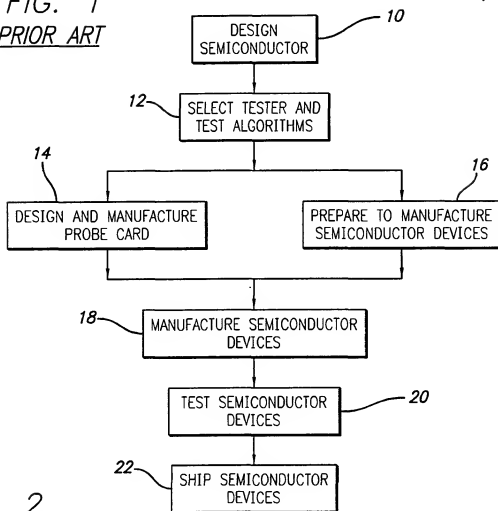 FIG. 1
PRIOR ART
10
DESIGN
SEMICONDUCTOR
12
SELECT TESTER AND
TEST ALGORITHMS
14
16
DESIGN AND MANUFACTURE
PROBE CARD
PREPARE TO MANUFACTURE
SEMICONDUCTOR DEVICES
18
MANUFACTURE SEMICONDUCTOR
DEVICES
20
TEST SEMICONDUCTOR
DEVICES
22
SHIP SEMICONDUCTOR
DEVICES
2